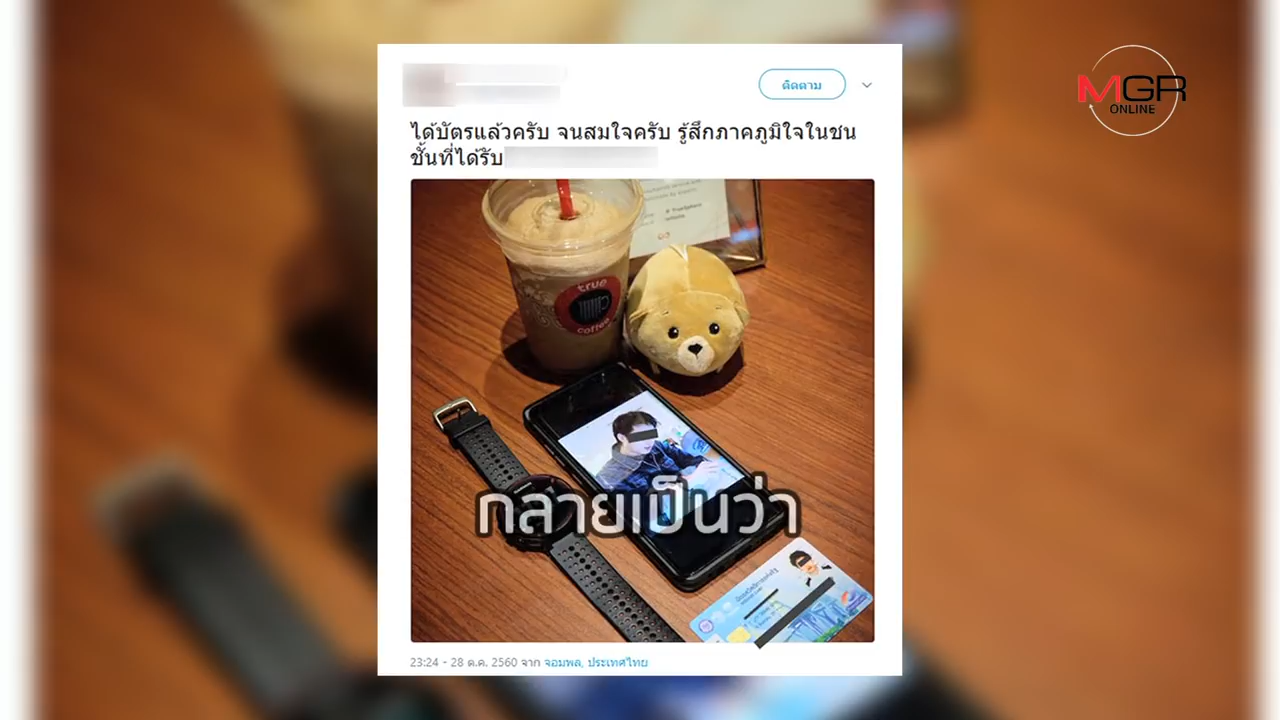 MGR
ONLINE
ติดตาม
ได้บัตรแล้วครับ จนสมใจครับ รู้สึกภาคภูมิใจในชน
ชั้นที่ได้รับ
true
coffee
กลายเป็นว่า
23:24 - 28 ต.ค. 2560 จาก จอมพล, ประเทศไทย